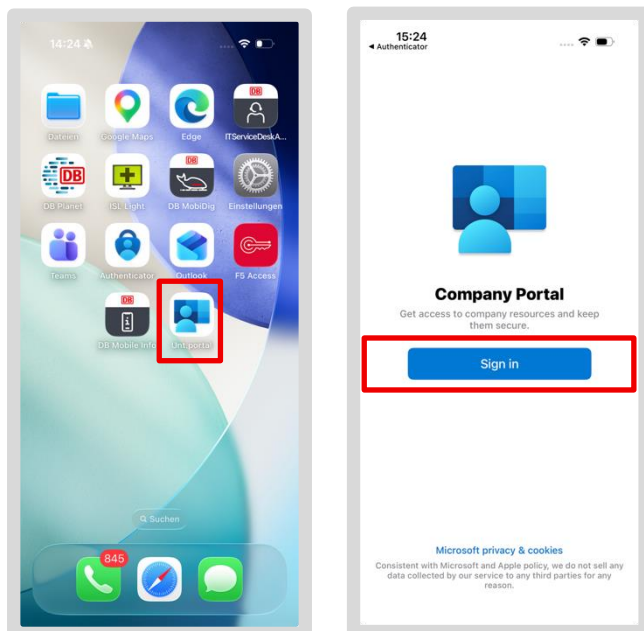 14:24
DB
Dateien
Google Maps
Edge
ITServiceDeskA...
DB
DB
DB Planet
ISL Light
DB MobiDig
Einstellungen
Teams
Authenticator
Outlook
F5 Access
DB
DB Mobile Info
Unt.portal
Suchen
845
15:24
◀ Authenticator
Company Portal
Get access to company resources and keep
them secure.
Sign in
Microsoft privacy & cookies
Consistent with Microsoft and Apple policy, we do not sell any
data collected by our service to any third parties for any
reason.